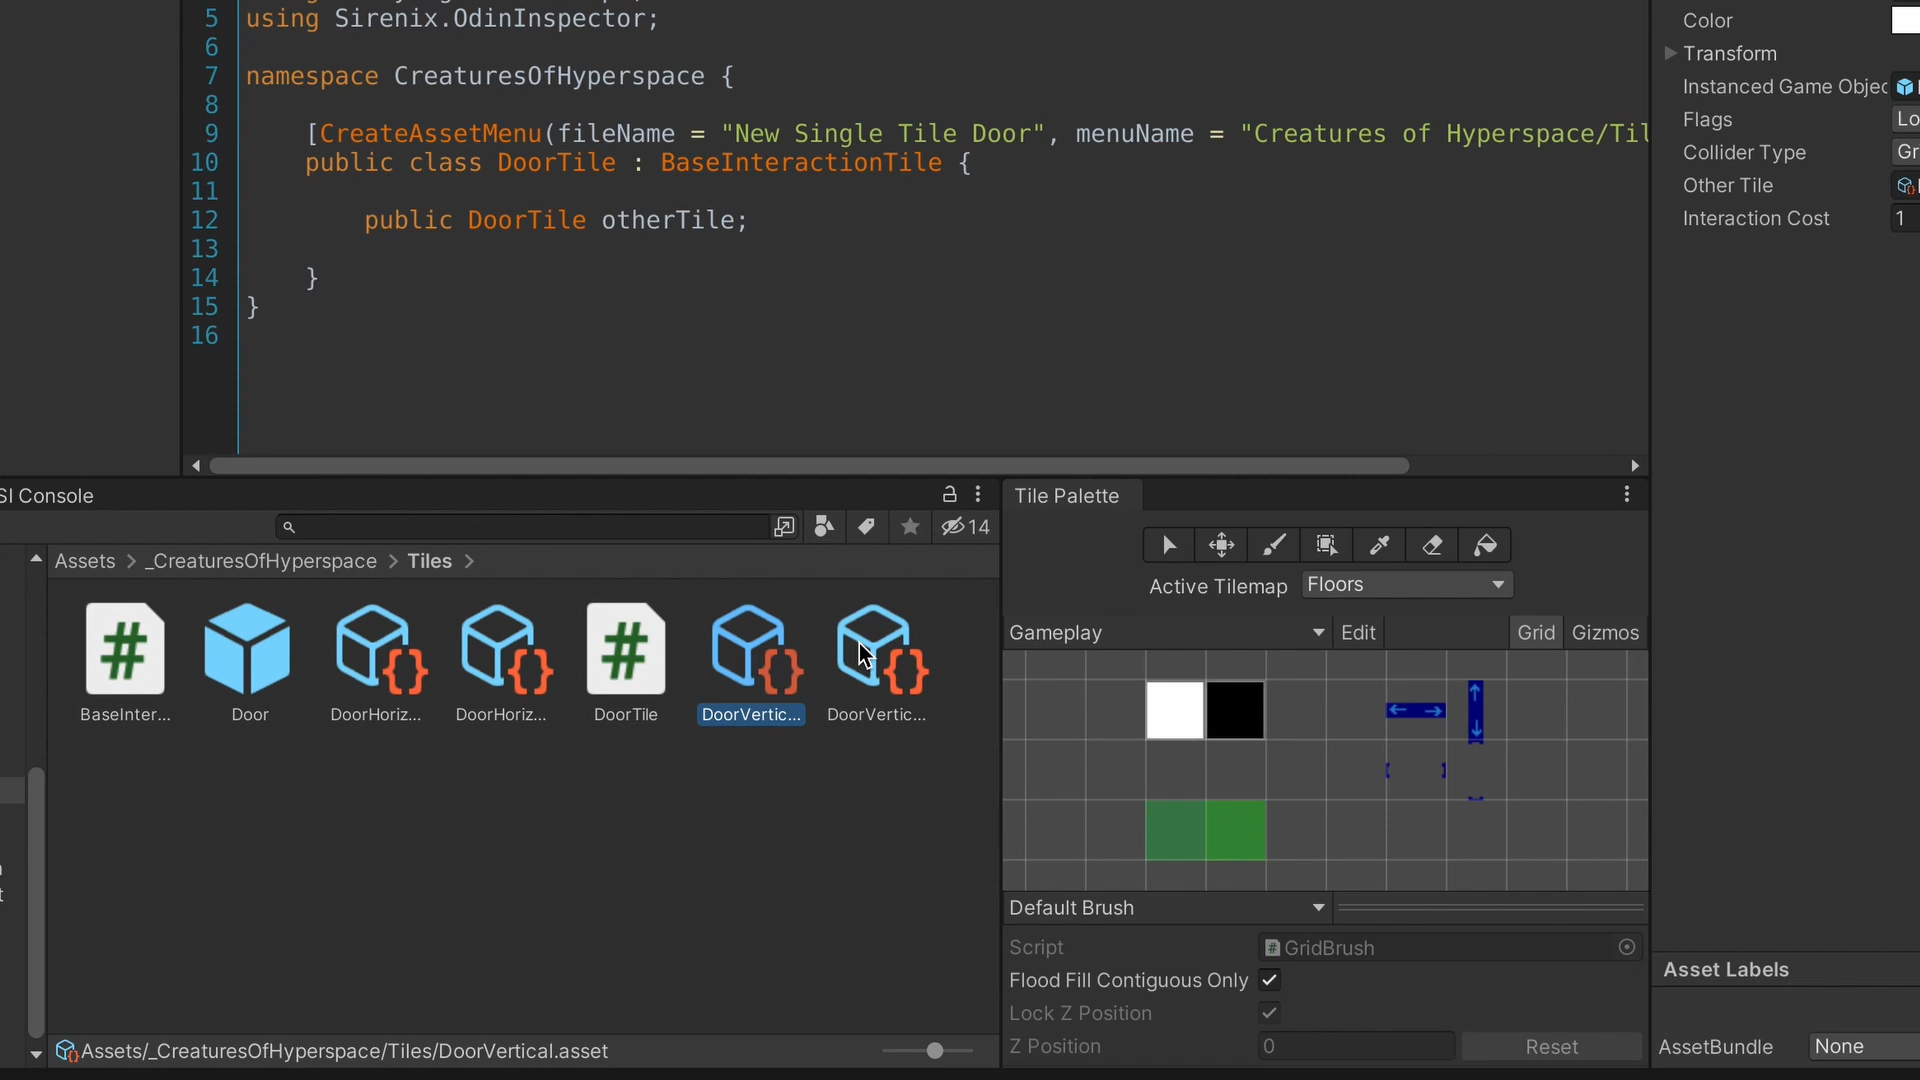 5 using Sirenix.OdinInspector;
6
7 namespace CreaturesOfHyperspace {
8
9 [CreateAssetMenu(fileName = "New Single Tile Door", menuName = "Creatures of Hyperspace/Til
10 public class DoorTile : BaseInteractionTile {
11
12 public DoorTile otherTile;
13
14 }
15 }
16
Color
Transform
Instanced Game Objec
Flags Lo
Collider Type Gr
Other Tile
Interaction Cost 1
SI Console
14
Assets > _CreaturesOfHyperspace > Tiles >
# BaseInter...
Door
{} DoorHoriz...
{} DoorHoriz...
# DoorTile
{} DoorVertic...
{} DoorVertic...
Assets/_CreaturesOfHyperspace/Tiles/DoorVertical.asset
Tile Palette
Active Tilemap Floors
Gameplay Edit Grid Gizmos
Default Brush
Script # GridBrush
Flood Fill Contiguous Only
Lock Z Position
Z Position 0 Reset
Asset Labels
AssetBundle None